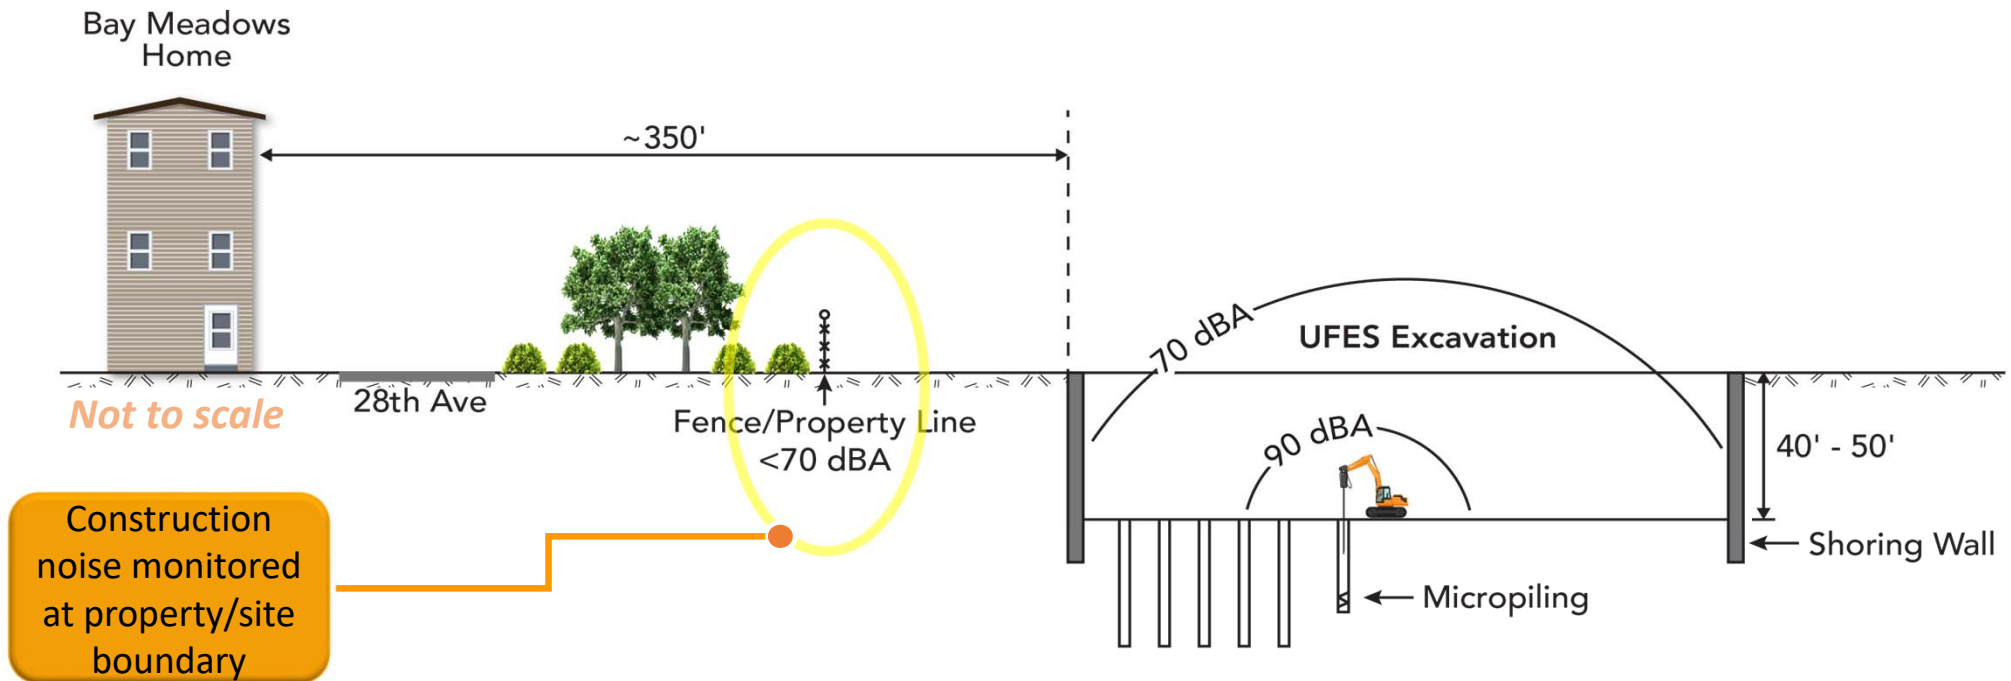 Bay Meadows
Home
~350'
70 dBA
UFES Excavation
28th Ave
Not to scale
Fence/Property Line
<70 dBA
90 dBA
40' - 50'
Shoring Wall
Micropiling
Construction
noise monitored
at property/site
boundary